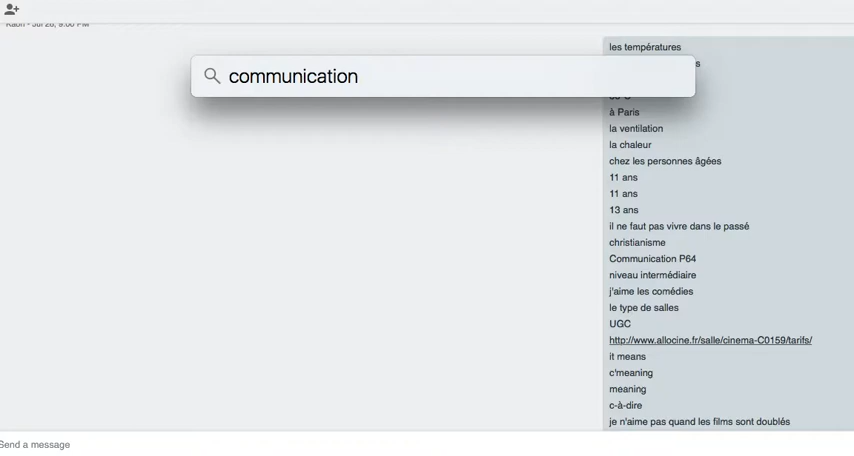 communication
les températures
à Paris
la ventilation
la chaleur
chez les personnes âgées
11 ans
11 ans
13 ans
il ne faut pas vivre dans le passé
christianisme
Communication P64
niveau intermédiaire
j'aime les comédies
le type de salles
UGC
http://www.allocine.fr/salle/cinema-C0159/tarifs/
it means
c'meaning
meaning
c-à-dire
je n'aime pas quand les films sont doublés
Send a message